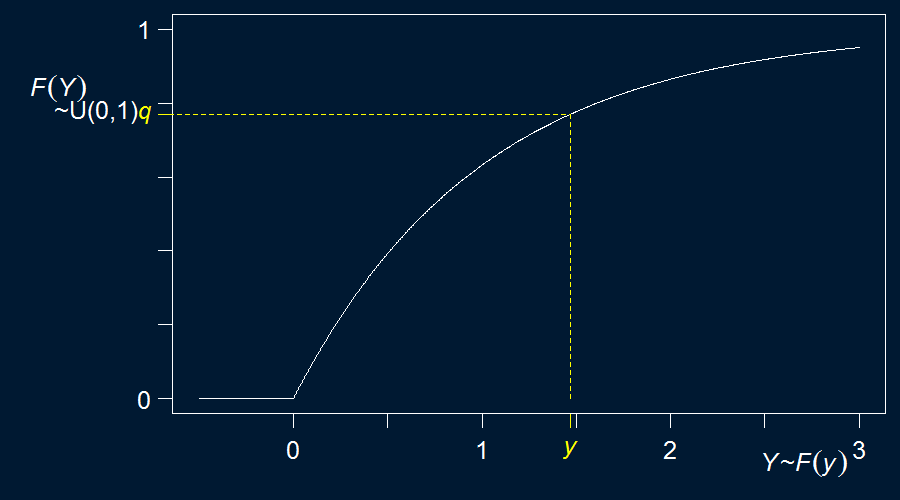 1
F(Y)
~U(0,1)q
0
0 1 y 2 3
Y~F(y)